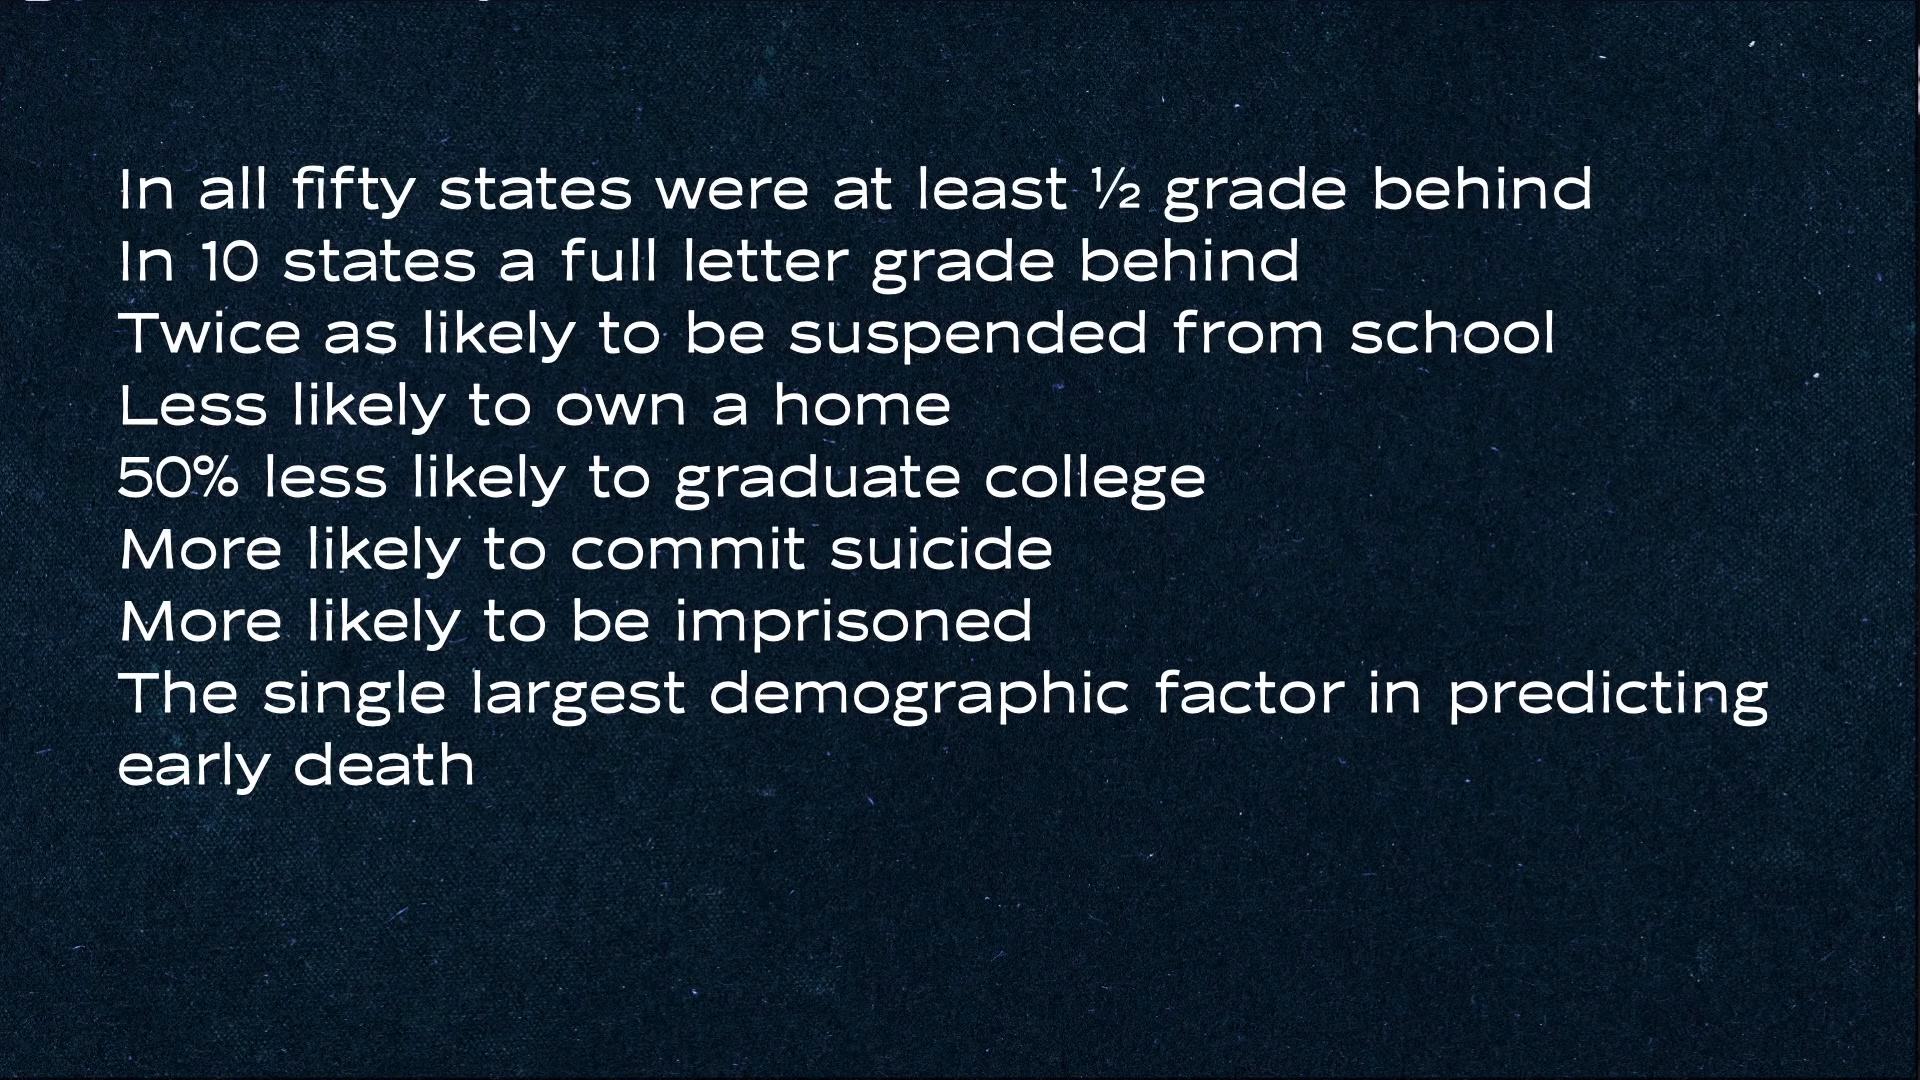 In all fifty states were at least ½ grade behind
In 10 states a full letter grade behind
Twice as likely to be suspended from school
Less likely to own a home
50% less likely to graduate college
More likely to commit suicide
More likely to be imprisoned
The single largest demographic factor in predicting
early death